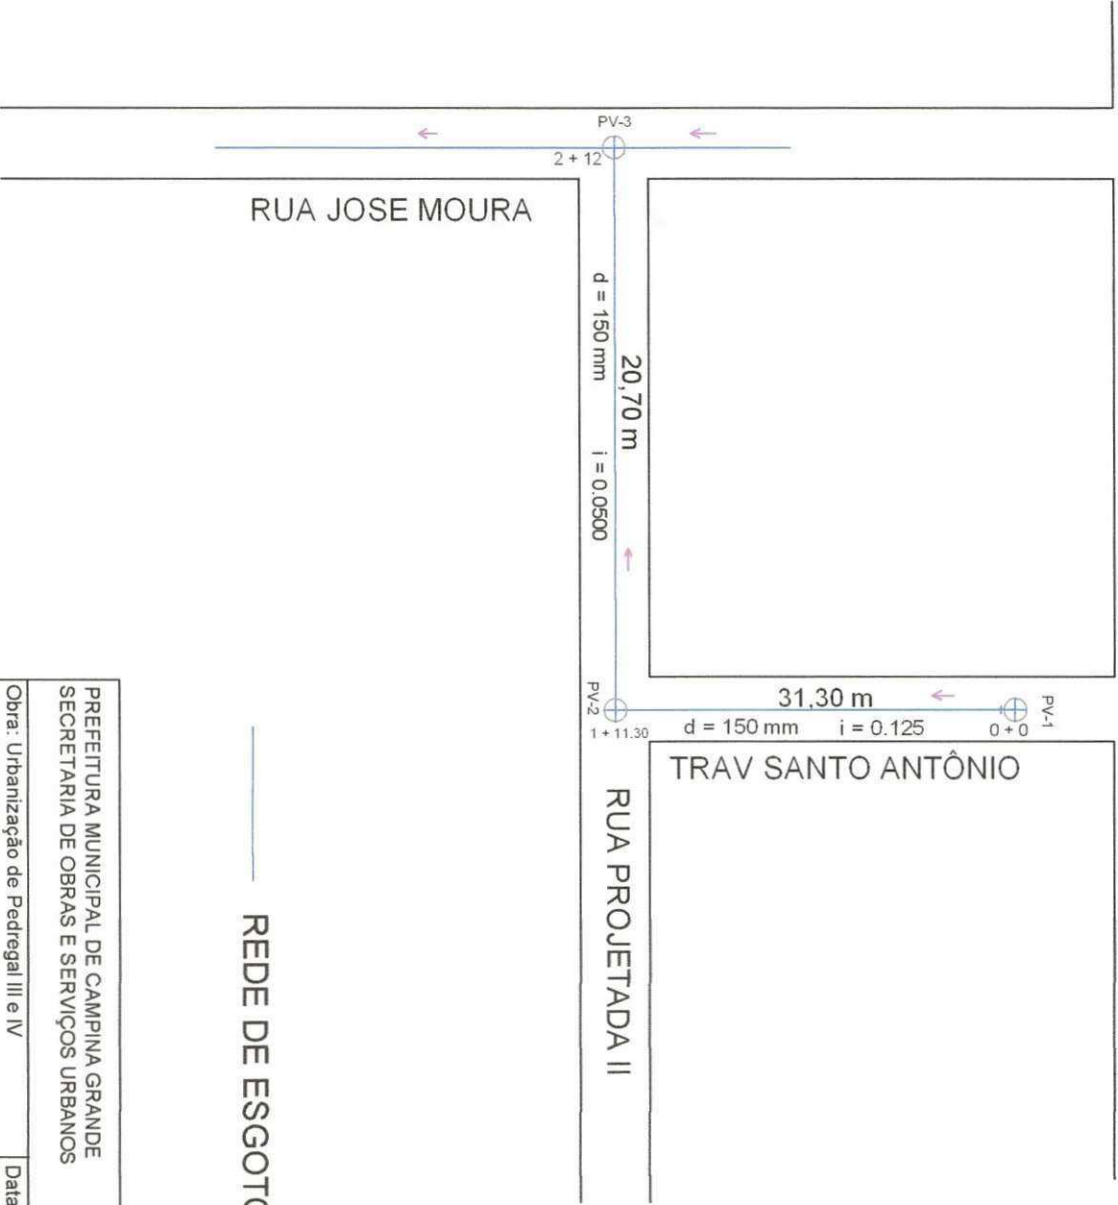 PV-3
2 + 12
RUA JOSE MOURA
d = 150 mm i = 0.0500
20,70 m
PV-2
1 + 11.30
31,30 m
d = 150 mm i = 0.125
PV-1
0 + 0
TRAV SANTO ANTÔNIO
RUA PROJETADA II
REDE DE ESGOTO
PREFEITURA MUNICIPAL DE CAMPINA GRANDE
SECRETARIA DE OBRAS E SERVIÇOS URBANOS
Obra: Urbanização de Pedregal III e IV
Data